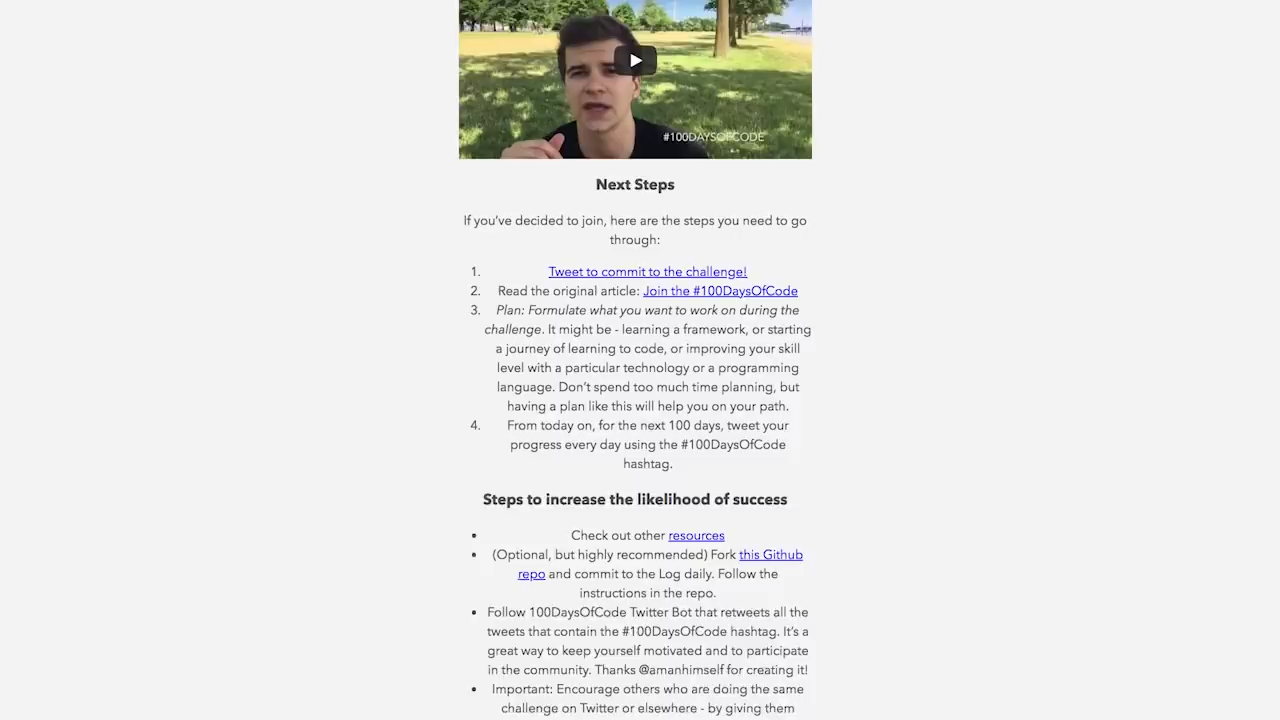 #100DAYSOFCODE
Next Steps
If you've decided to join, here are the steps you need to go
through:
1. Tweet to commit to the challenge!
2. Read the original article: Join the #100DaysOfCode
3. Plan: Formulate what you want to work on during the
challenge. It might be - learning a framework, or starting
a journey of learning to code, or improving your skill
level with a particular technology or a programming
language. Don’t spend too much time planning, but
having a plan like this will help you on your path.
4. From today on, for the next 100 days, tweet your
progress every day using the #100DaysOfCode
hashtag.
Steps to increase the likelihood of success
• Check out other resources
• (Optional, but highly recommended) Fork this Github
repo and commit to the Log daily. Follow the
instructions in the repo.
• Follow 100DaysOfCode Twitter Bot that retweets all the
tweets that contain the #100DaysOfCode hashtag. It’s a
great way to keep yourself motivated and to participate
in the community. Thanks @amanhimself for creating it!
• Important: Encourage others who are doing the same
challenge on Twitter or elsewhere - by giving them